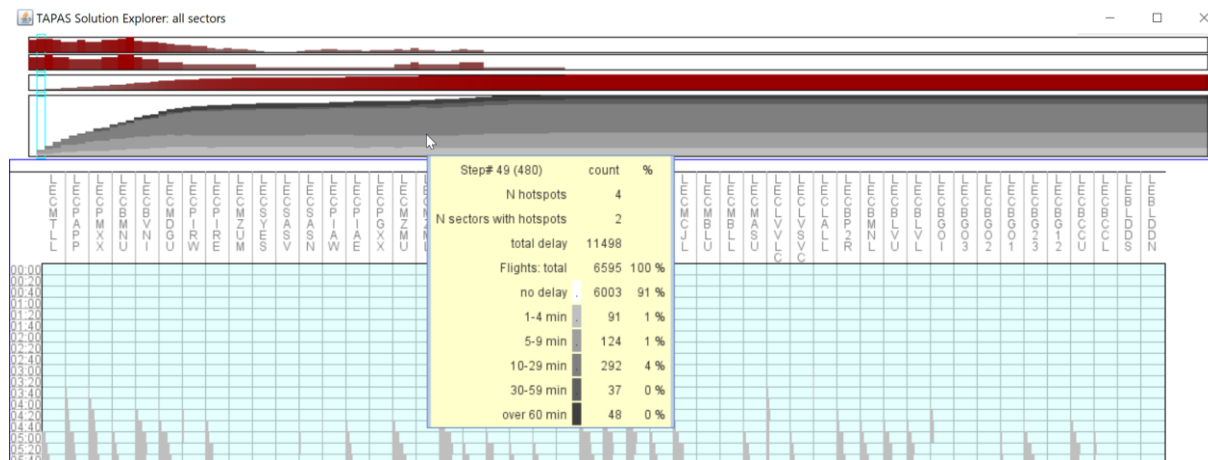 TAPAS Solution Explorer: all sectors
Step# 49 (480) count %
N hotspots 4
N sectors with hotspots 2
total delay 11498
Flights: total 6595 100 %
no delay 6003 91 %
1-4 min 91 1 %
5-9 min 124 1 %
10-29 min 292 4 %
30-59 min 37 0 %
over 60 min 48 0 %
LECMTLL
LECPAPP
LECPMXX
LECBMNU
LECBVNI
LECMDGU
LECPIRW
LECPIRE
LECMZUM
LECSYES
LECSASV
LECSASN
LECPIAW
LECPIAE
LECPGXX
LECMZMU
LECMCJL
LECMBLU
LECMBLL
LECMASU
LECLVVLC
LECLVSVC
LECLALL
LECBP2R
LECBMNL
LECBLVU
LECBLVL
LECBGOI
LECBGO3
LECBGO2
LECBGO1
LECBG23
LECBG12
LECBCCU
LECBCCL
LEBLDDS
LEBLDDN
00:00
00:20
00:40
01:00
01:20
01:40
02:00
02:20
02:40
03:00
03:20
03:40
04:00
04:20
04:40
05:00
05:20